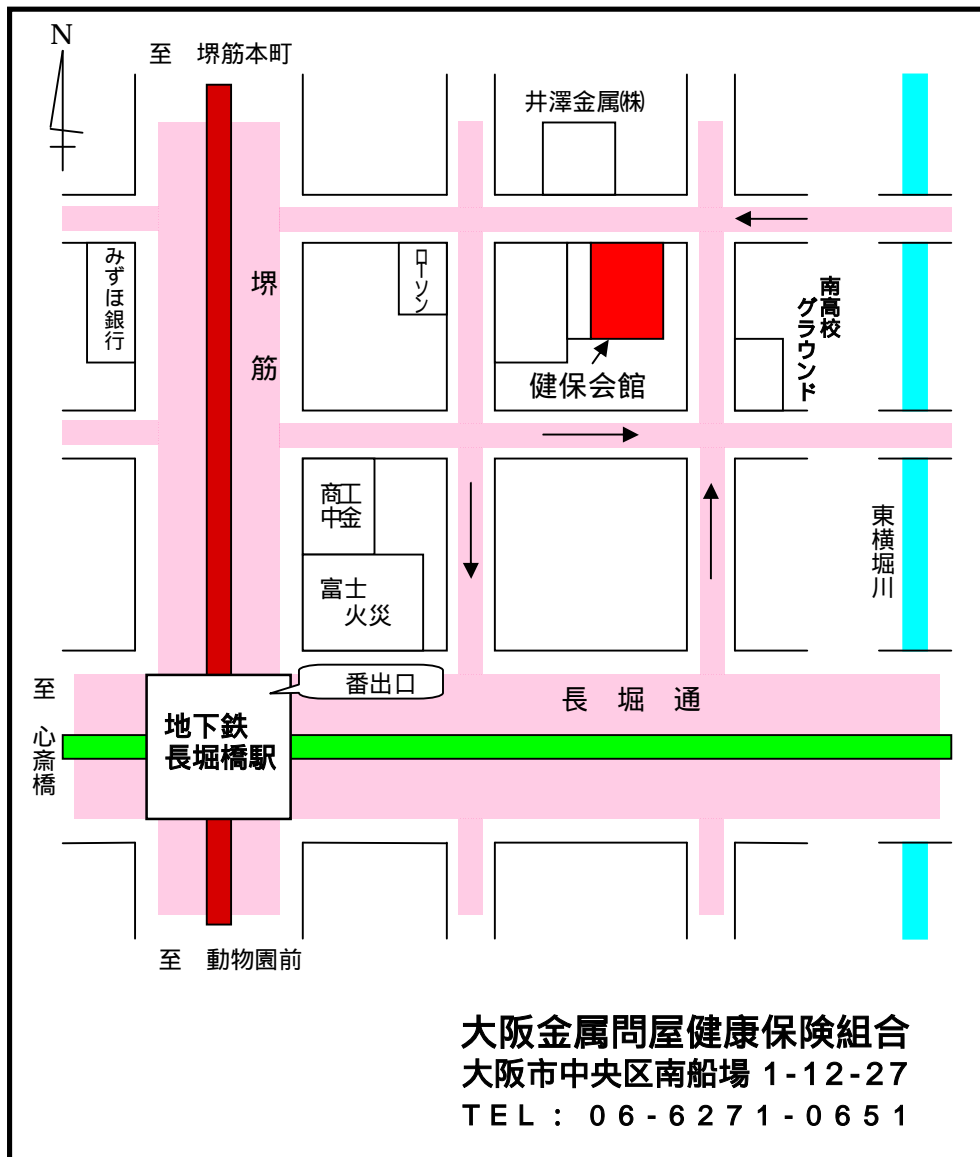 N
至 堺筋本町
井澤金属㈱
みずほ銀行
堺筋
ローソン
南高校
グラウンド
健保会館
商工
中金
富士
火災
東横堀川
番出口
至 心斎橋
地下鉄
長堀橋駅
長堀通
至 動物園前
大阪金属問屋健康保険組合
大阪市中央区南船場 1-12-27
TEL : 06-6271-0651